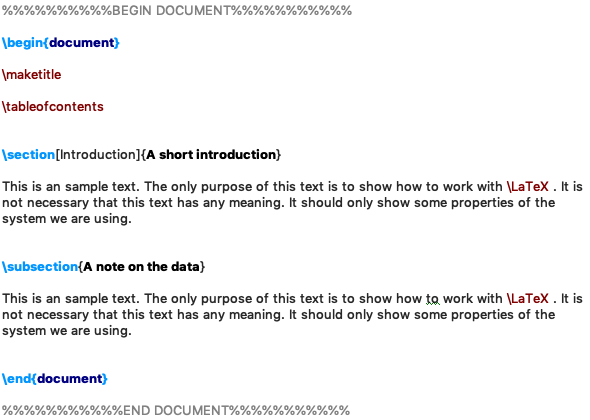 %%%%%%%%%%BEGIN DOCUMENT%%%%%%%%%%%
\begin{document}
\maketitle
\tableofcontents
\section[Introduction]{A short introduction}
This is an sample text. The only purpose of this text is to show how to work with \LaTeX . It is
not necessary that this text has any meaning. It should only show some properties of the
system we are using.
\subsection{A note on the data}
This is an sample text. The only purpose of this text is to show how to work with \LaTeX . It is
not necessary that this text has any meaning. It should only show some properties of the
system we are using.
\end{document}
%%%%%%%%%%%END DOCUMENT%%%%%%%%%%%